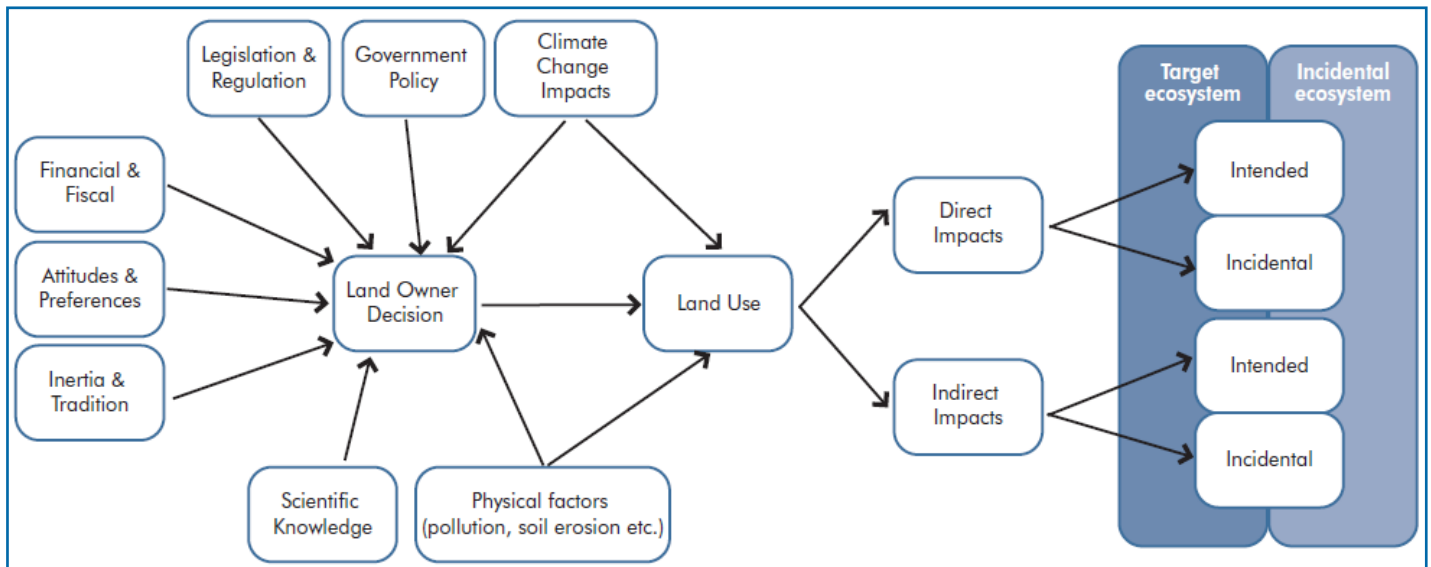 Legislation &
Regulation
Government
Policy
Climate
Change
Impacts
Target
ecosystem
Incidental
ecosystem
Financial &
Fiscal
Attitudes &
Preferences
Inertia &
Tradition
Land Owner
Decision
Land Use
Direct
Impacts
Indirect
Impacts
Intended
Incidental
Intended
Incidental
Scientific
Knowledge
Physical factors
(pollution, soil erosion etc.)